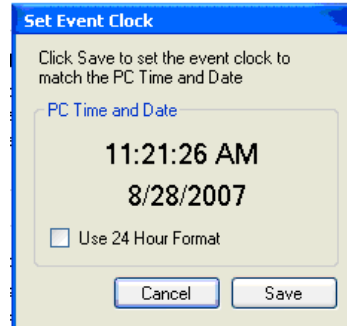 Set Event Clock
Click Save to set the event clock to
match the PC Time and Date
PC Time and Date
11:21:26 AM
8/28/2007
Use 24 Hour Format
Cancel
Save